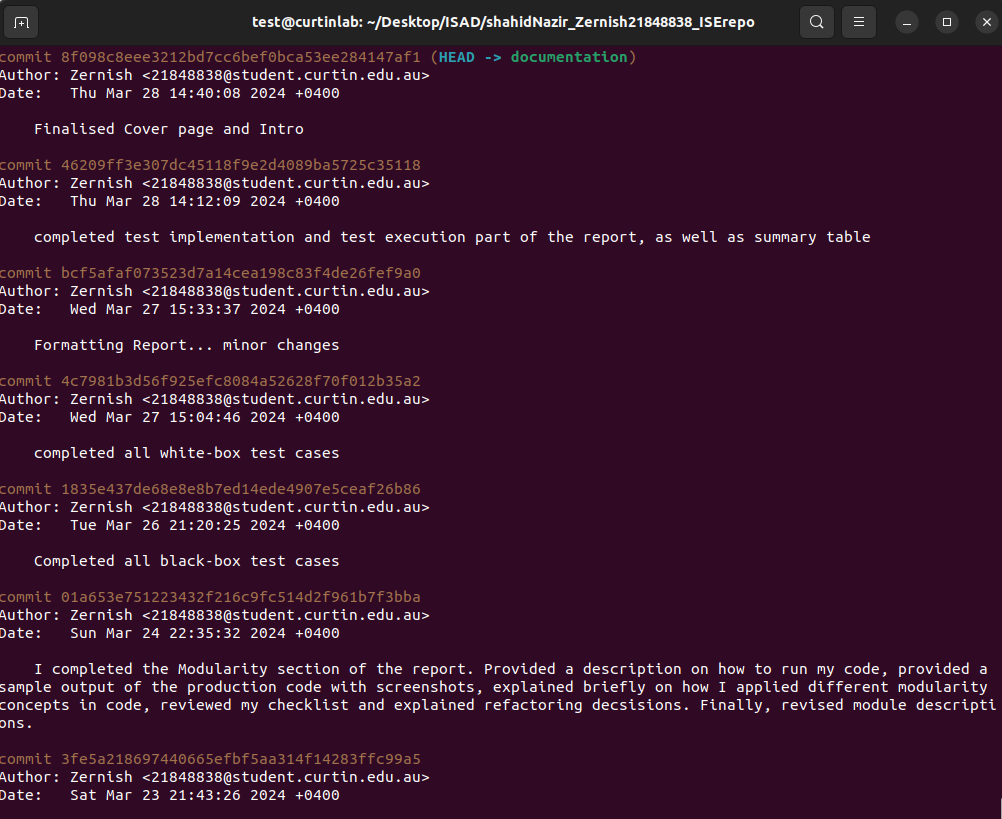 test@curtinlab: ~/Desktop/ISAD/shahidNazir_Zernish21848838_ISErepo
commit 8f098c8eee3212bd7cc6bef0bca53ee284147af1 (HEAD -> documentation)
Author: Zernish <21848838@student.curtin.edu.au>
Date:   Thu Mar 28 14:40:08 2024 +0400
Finalised Cover page and Intro
commit 46209ff3e307dc45118f9e2d4089ba5725c35118
Author: Zernish <21848838@student.curtin.edu.au>
Date:   Thu Mar 28 14:12:09 2024 +0400
completed test implementation and test execution part of the report, as well as summary table
commit bcf5afaf073523d7a14cea198c83f4de26fef9a0
Author: Zernish <21848838@student.curtin.edu.au>
Date:   Wed Mar 27 15:33:37 2024 +0400
Formatting Report... minor changes
commit 4c7981b3d56f925efc8084a52628f70f012b35a2
Author: Zernish <21848838@student.curtin.edu.au>
Date:   Wed Mar 27 15:04:46 2024 +0400
completed all white-box test cases
commit 1835e437de68e8e8b7ed14ede4907e5ceaf26b86
Author: Zernish <21848838@student.curtin.edu.au>
Date:   Tue Mar 26 21:20:25 2024 +0400
Completed all black-box test cases
commit 01a653e751223432f216c9fc514d2f961b7f3bba
Author: Zernish <21848838@student.curtin.edu.au>
Date:   Sun Mar 24 22:35:32 2024 +0400
I completed the Modularity section of the report. Provided a description on how to run my code, provided a
sample output of the production code with screenshots, explained briefly on how I applied different modularity
concepts in code, reviewed my checklist and explained refactoring decsisions. Finally, revised module descripti
ons.
commit 3fe5a218697440665efbf5aa314f14283ffc99a5
Author: Zernish <21848838@student.curtin.edu.au>
Date:   Sat Mar 23 21:43:26 2024 +0400